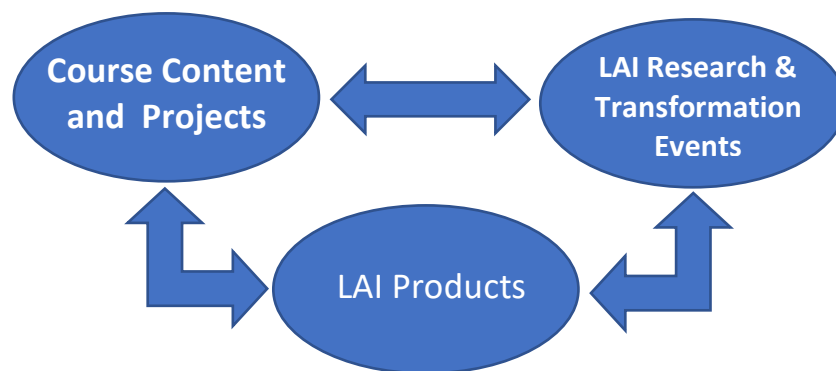 Course Content
and Projects
LAI Research &
Transformation
Events
LAI Products